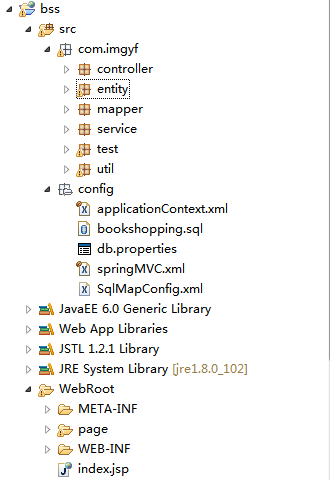 bss
src
com.imgyf
controller
entity
mapper
service
test
util
config
applicationContext.xml
bookshopping.sql
db.properties
springMVC.xml
SqlMapConfig.xml
JavaEE 6.0 Generic Library
Web App Libraries
JSTL 1.2.1 Library
JRE System Library [jre1.8.0_102]
WebRoot
META-INF
page
WEB-INF
index.jsp